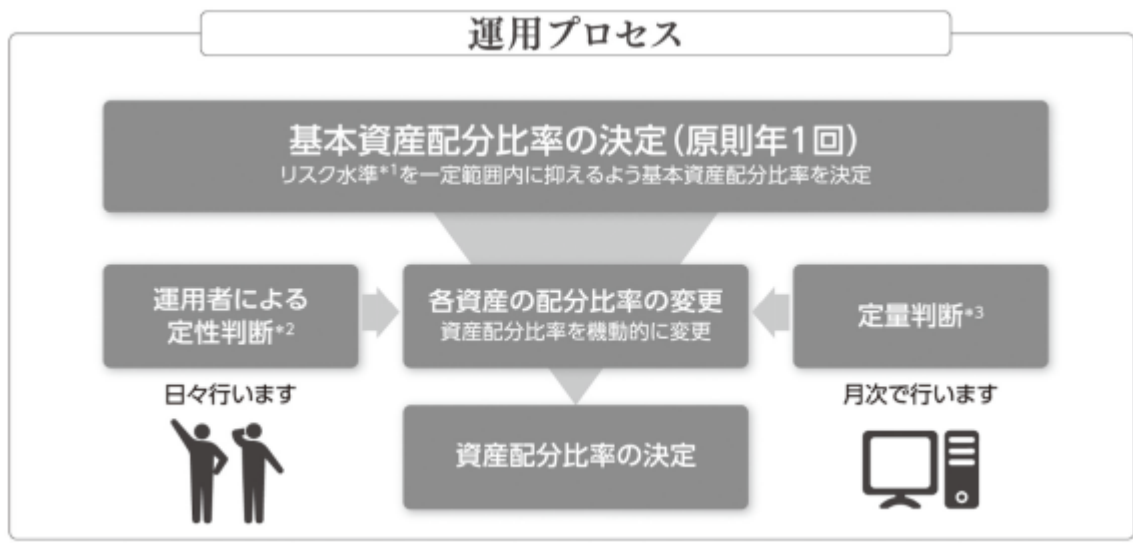 運用プロセス
基本資産配分比率の決定(原則年1回)
リスク水準*1を一定範囲内に抑えるよう基本資産配分比率を決定
運用者による
定性判断*2
各資産の配分比率の変更
資産配分比率を機動的に変更
定量判断*3
日々行います
月次で行います
資産配分比率の決定